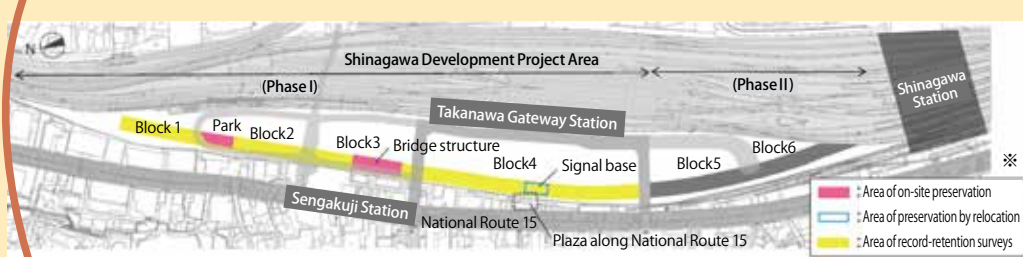 N
Shinagawa Development Project Area
(Phase I)
(Phase II)
Shinagawa
Station
Takanawa Gateway Station
Block 1
Park
Block2
Block3
Bridge structure
Block4
Signal base
Block5
Block6
Sengakuji Station
National Route 15
Plaza along National Route 15
※
: Area of on-site preservation
: Area of preservation by relocation
: Area of record-retention surveys